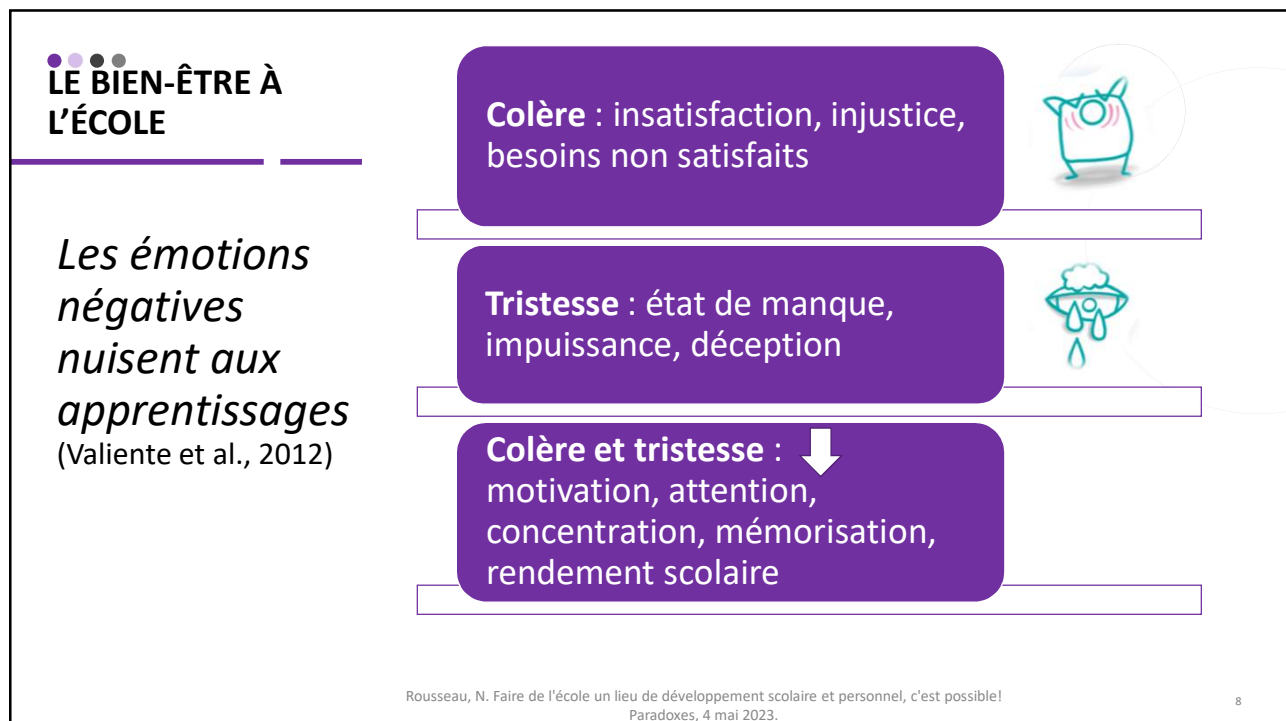 LE BIEN-ÊTRE À
L’ÉCOLE
Les émotions
négatives
nuisent aux
apprentissages
(Valiente et al., 2012)
Colère : insatisfaction, injustice,
besoins non satisfaits
Tristesse : état de manque,
impuissance, déception
Colère et tristesse :
motivation, attention,
concentration, mémorisation,
rendement scolaire
Rousseau, N. Faire de l'école un lieu de développement scolaire et personnel, c'est possible!
Paradoxes, 4 mai 2023.
8